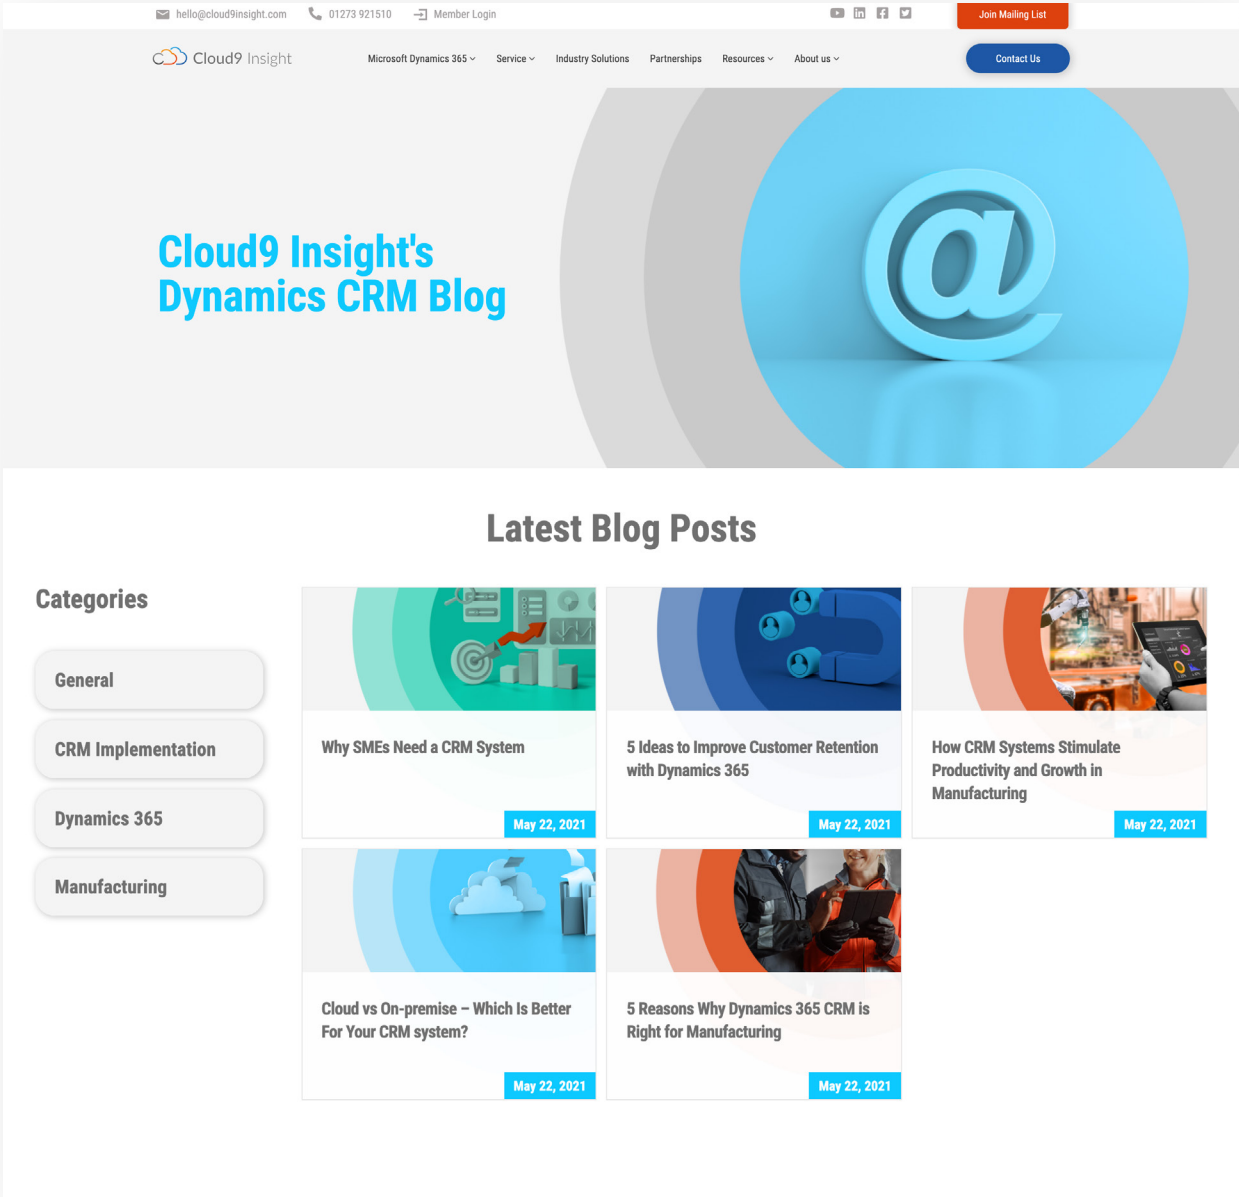 hello@cloud9insight.com 01273 921510 Member Login Join Mailing List
Cloud9 Insight Microsoft Dynamics 365 Service Industry Solutions Partnerships Resources About us Contact Us
Cloud9 Insight's
Dynamics CRM Blog
@
Latest Blog Posts
Categories
General
CRM Implementation
Dynamics 365
Manufacturing
Why SMEs Need a CRM System
May 22, 2021
5 Ideas to Improve Customer Retention
with Dynamics 365
May 22, 2021
How CRM Systems Stimulate
Productivity and Growth in
Manufacturing
May 22, 2021
Cloud vs On-premise – Which Is Better
For Your CRM system?
May 22, 2021
5 Reasons Why Dynamics 365 CRM is
Right for Manufacturing
May 22, 2021